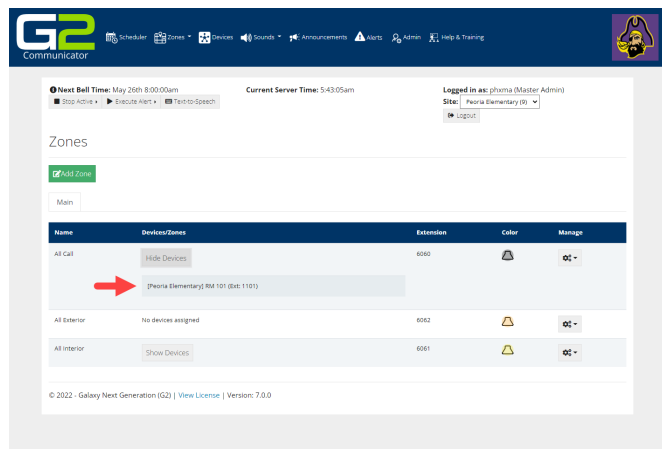 G2
Communicator
Scheduler Zones Devices Sounds Announcements Alerts Admin Help & Training
Next Bell Time: May 26th 8:00:00am Current Server Time: 5:43:05am Logged in as: phxma (Master Admin)
Stop Active Execute Alert Text-to-Speech Site: Peoria Elementary (9)
Logout
Zones
Add Zone
Main
Name Devices/Zones Extension Color Manage
All Call Hide Devices 6060
[Peoria Elementary] RM 101 (Ext: 1101)
All Exterior No devices assigned 6062
All Interior Show Devices 6061
© 2022 - Galaxy Next Generation (G2) | View License | Version: 7.0.0